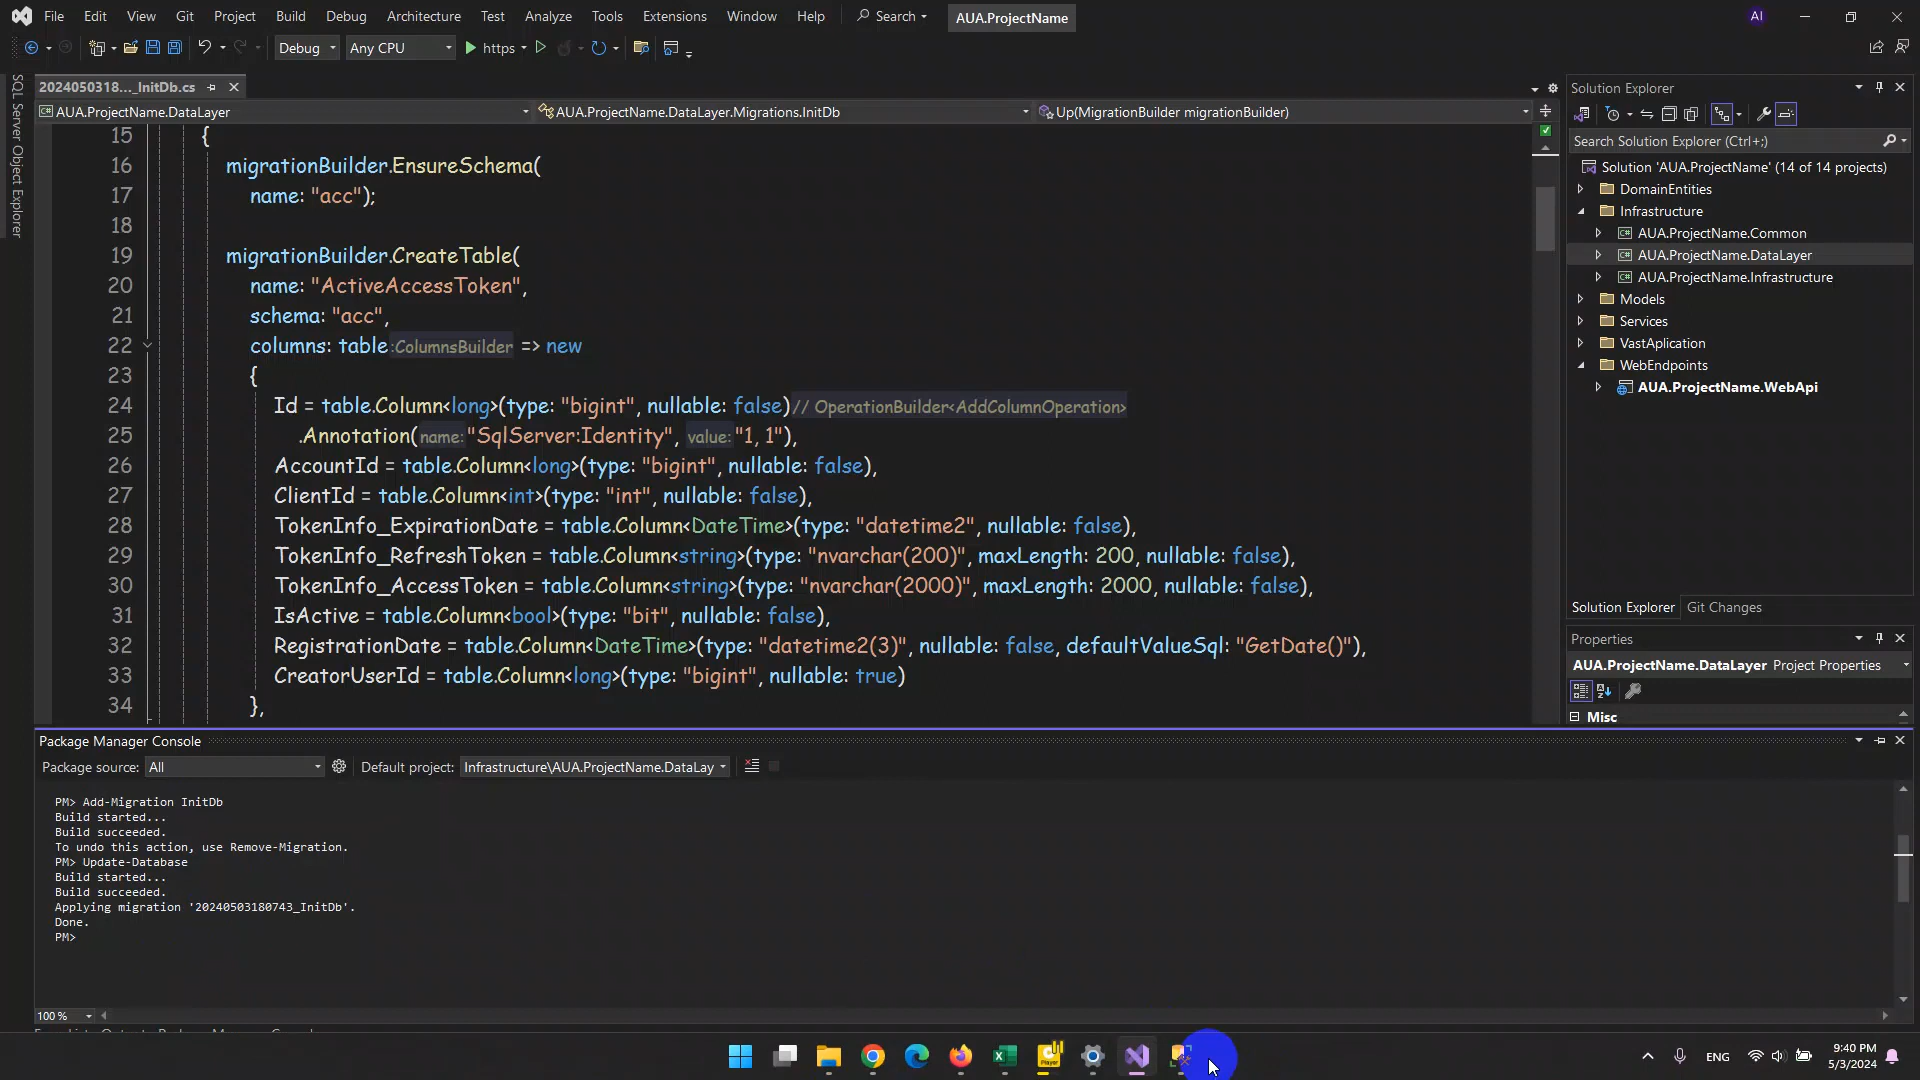 File Edit View Git Project Build Debug Architecture Test Analyze Tools Extensions Window Help Search AUA.ProjectName AI
Debug Any CPU https
SQL Server Object Explorer
2024050318..._InitDb.cs
AUA.ProjectName.DataLayer AUA.ProjectName.DataLayer.Migrations.InitDb Up(MigrationBuilder migrationBuilder)
15 {
16 migrationBuilder.EnsureSchema(
17 name: "acc");
18
19 migrationBuilder.CreateTable(
20 name: "ActiveAccessToken",
21 schema: "acc",
22 columns: table:ColumnsBuilder => new
23 {
24 Id = table.Column<long>(type: "bigint", nullable: false)// OperationBuilder<AddColumnOperation>
25 .Annotation(name: "SqlServer:Identity", value: "1, 1"),
26 AccountId = table.Column<long>(type: "bigint", nullable: false),
27 ClientId = table.Column<int>(type: "int", nullable: false),
28 TokenInfo_ExpirationDate = table.Column<DateTime>(type: "datetime2", nullable: false),
29 TokenInfo_RefreshToken = table.Column<string>(type: "nvarchar(200)", maxLength: 200, nullable: false),
30 TokenInfo_AccessToken = table.Column<string>(type: "nvarchar(2000)", maxLength: 2000, nullable: false),
31 IsActive = table.Column<bool>(type: "bit", nullable: false),
32 RegistrationDate = table.Column<DateTime>(type: "datetime2(3)", nullable: false, defaultValueSql: "GetDate()"),
33 CreatorUserId = table.Column<long>(type: "bigint", nullable: true)
34 },
Solution Explorer
Search Solution Explorer (Ctrl+;)
Solution 'AUA.ProjectName' (14 of 14 projects)
DomainEntities
Infrastructure
AUA.ProjectName.Common
AUA.ProjectName.DataLayer
AUA.ProjectName.Infrastructure
Models
Services
VastAplication
WebEndpoints
AUA.ProjectName.WebApi
Solution Explorer Git Changes
Properties
AUA.ProjectName.DataLayer Project Properties
Misc
Package Manager Console
Package source: All Default project: Infrastructure\AUA.ProjectName.DataLay
PM> Add-Migration InitDb
Build started...
Build succeeded.
To undo this action, use Remove-Migration.
PM> Update-Database
Build started...
Build succeeded.
Applying migration '20240503180743_InitDb'.
Done.
PM>
100 %
ENG
9:40 PM
5/3/2024